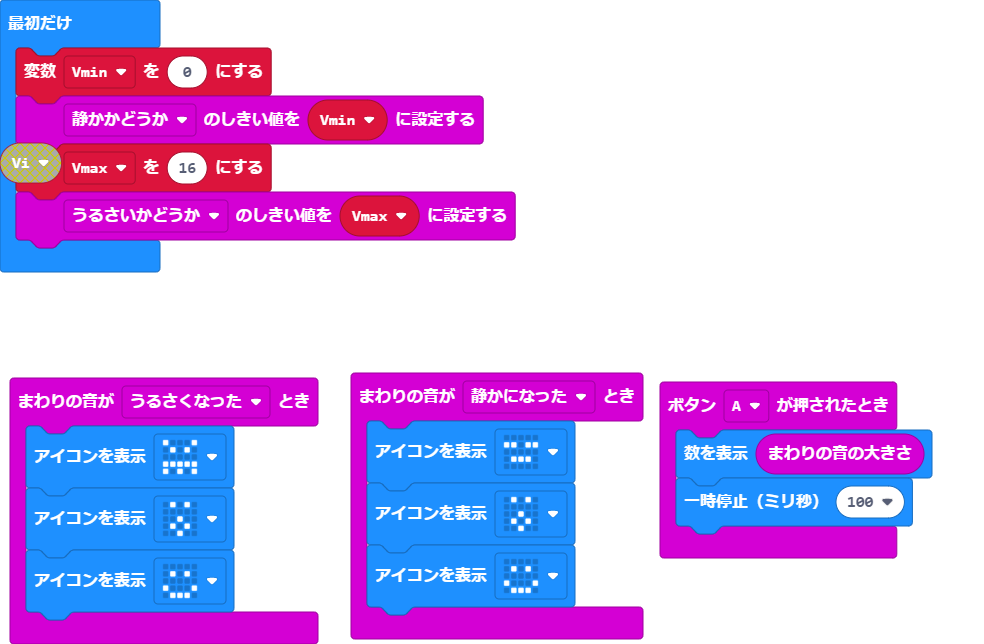 最初だけ
変数 Vmin を 0 にする
静かかどうか のしきい値を Vmin に設定する
Vi Vmax を 16 にする
うるさいかどうか のしきい値を Vmax に設定する
まわりの音が うるさくなった とき
アイコンを表示
アイコンを表示
アイコンを表示
まわりの音が 静かになった とき
アイコンを表示
アイコンを表示
アイコンを表示
ボタン A が押されたとき
数を表示 まわりの音の大きさ
一時停止（ミリ秒） 100